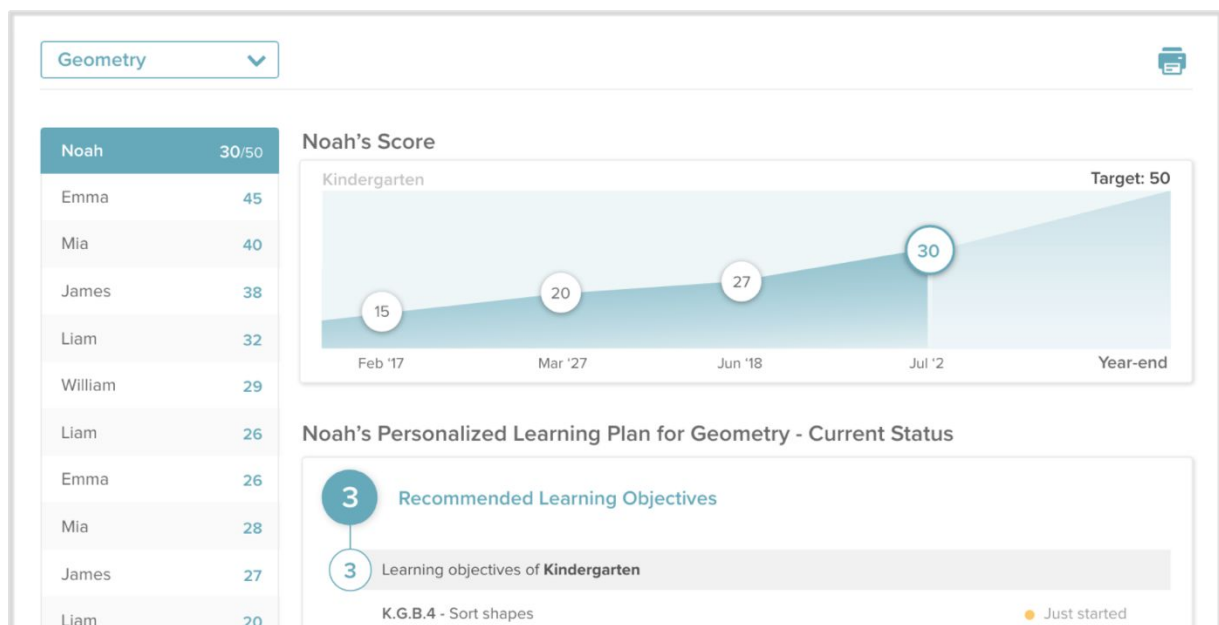 Geometry
Noah 30/50
Emma 45
Mia 40
James 38
Liam 32
William 29
Liam 26
Emma 26
Mia 28
James 27
Liam 20
Noah's Score
Kindergarten
Target: 50
15
20
27
30
Feb '17
Mar '27
Jun '18
Jul '2
Year-end
Noah's Personalized Learning Plan for Geometry - Current Status
3 Recommended Learning Objectives
3 Learning objectives of Kindergarten
K.G.B.4 - Sort shapes
Just started